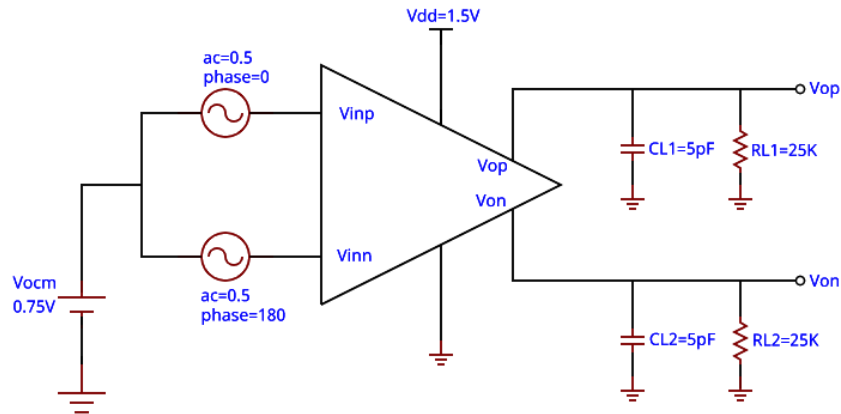 Vdd=1.5V
ac=0.5
phase=0
Vinp
Vop
Vop
CL1=5pF
RL1=25K
Von
Vinn
Vocm
0.75V
ac=0.5
phase=180
Von
CL2=5pF
RL2=25K